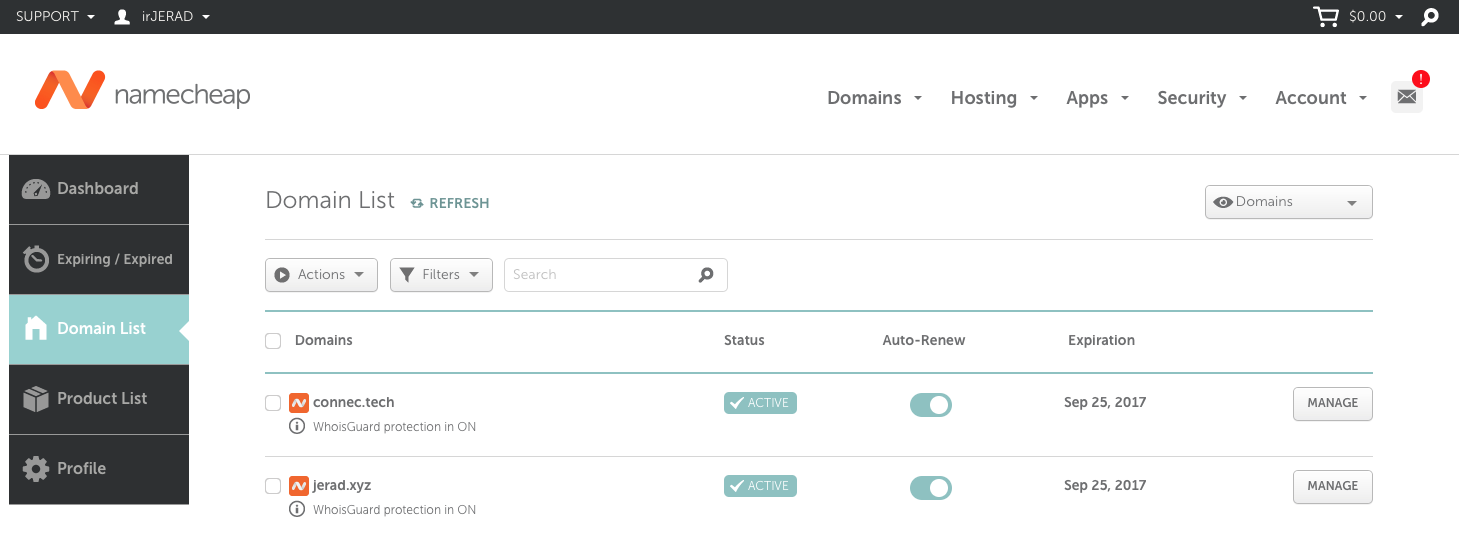 SUPPORT irJERAD $0.00
namecheap Domains Hosting Apps Security Account !
Dashboard
Expiring / Expired
Domain List
Product List
Profile
Domain List REFRESH Domains
Actions Filters Search
Domains Status Auto-Renew Expiration
connec.tech ACTIVE Sep 25, 2017 MANAGE
WhoisGuard protection in ON
jerad.xyz ACTIVE Sep 25, 2017 MANAGE
WhoisGuard protection in ON